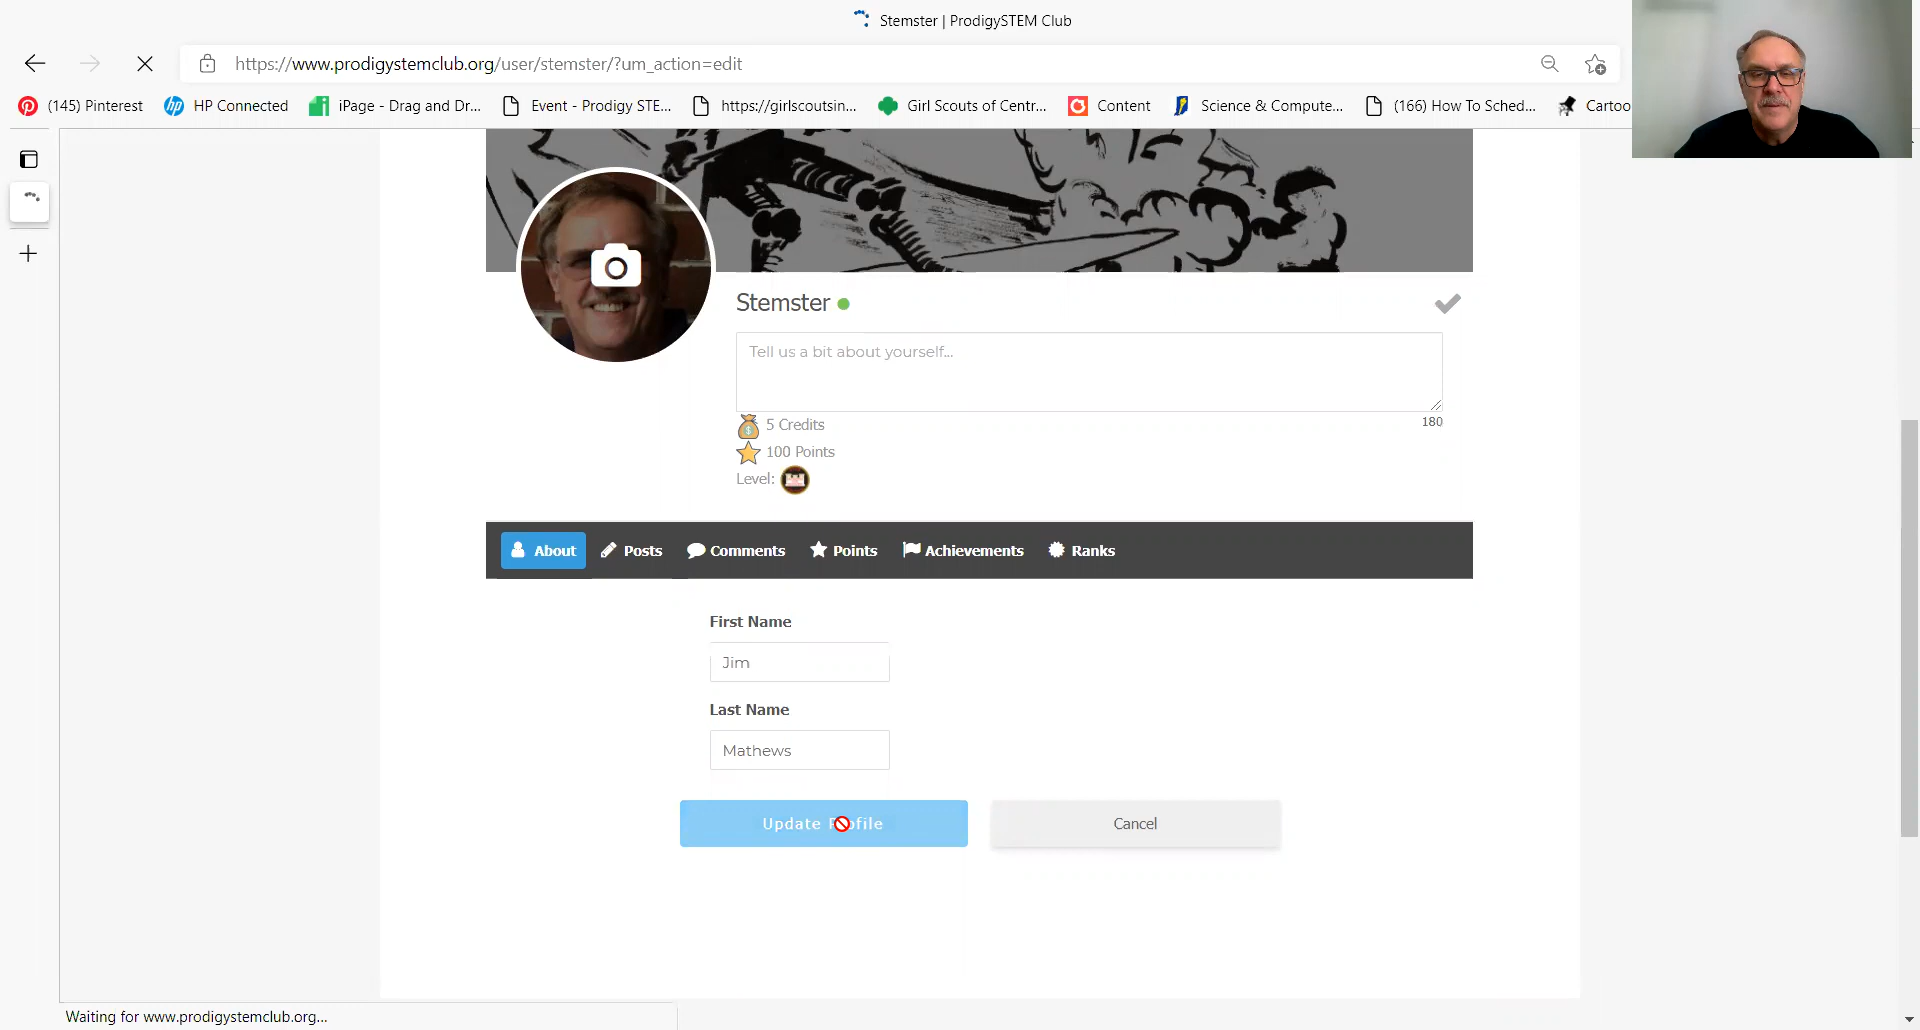 Stemster | ProdigySTEM Club
https://www.prodigystemclub.org/user/stemster/?um_action=edit
(145) Pinterest HP Connected iPage - Drag and Dr... Event - Prodigy STE... https://girlscoutsin... Girl Scouts of Centr... Content Science & Compute... (166) How To Sched... Cartoo
Stemster
Tell us a bit about yourself...
180
5 Credits
100 Points
Level:
About Posts Comments Points Achievements Ranks
First Name
Jim
Last Name
Mathews
Update Profile Cancel
Waiting for www.prodigystemclub.org...